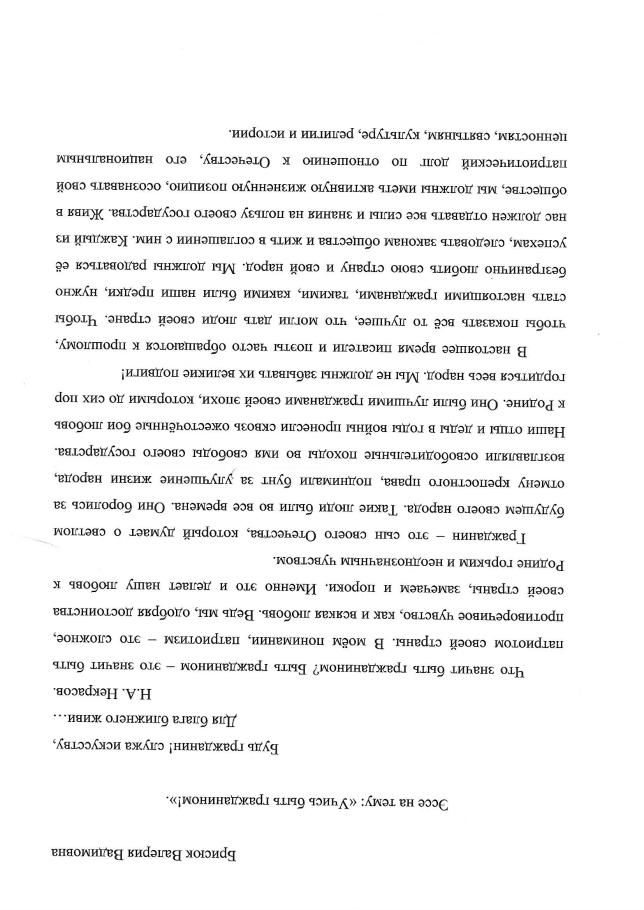 Брисюк Валерия Вадимовна
Эссе на тему: «Учись быть гражданином!».
Будь гражданин! служа искусству,
Для блага ближнего живи…
Н.А. Некрасов.
Что значит быть гражданином? Быть гражданином – это значит быть
патриотом своей страны. В моём понимании, патриотизм – это сложное,
противоречивое чувство, как и всякая любовь. Ведь мы, одобряя достоинства
своей страны, замечаем и пороки. Именно это и делает нашу любовь к
Родине горьким и неоднозначным чувством.
Гражданин – это сын своего Отечества, который думает о светлом
будущем своего народа. Такие люди были во все времена. Они боролись за
отмену крепостного права, поднимали бунт за улучшение жизни народа,
возглавляли освободительные походы во имя свободы своего государства.
Наши отцы и деды в годы войны пронесли сквозь ожесточённые бои любовь
к Родине. Они были лучшими гражданами своей эпохи, которыми до сих пор
гордиться весь народ. Мы не должны забывать их великие подвиги!
В настоящее время писатели и поэты часто обращаются к прошлому,
чтобы показать всё то лучшее, что могли дать люди своей стране. Чтобы
стать настоящими гражданами, такими, какими были наши предки, нужно
безгранично любить свою страну и свой народ. Мы должны радоваться её
успехам, следовать законам общества и жить в соглашении с ним. Каждый из
нас должен отдавать все силы и знания на пользу своего государства. Живя в
обществе, мы должны иметь активную жизненную позицию, осознавать свой
патриотический долг по отношению к Отечеству, его национальным
ценностям, святыням, культуре, религии и истории.